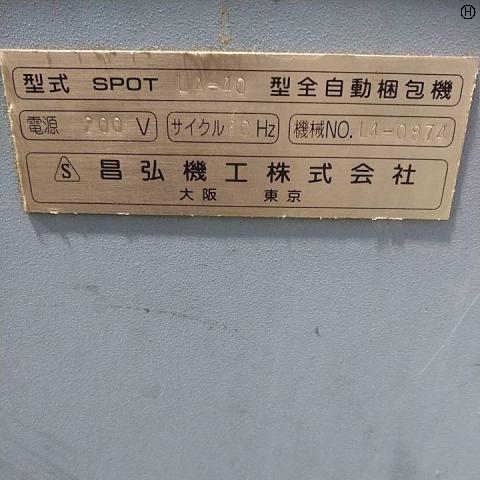 H
型式 SPOT LA-40 型全自動梱包機
電源 200 V サイクル 60 Hz 機械NO. L4-0874
S 昌弘機工株式会社
大阪 東京